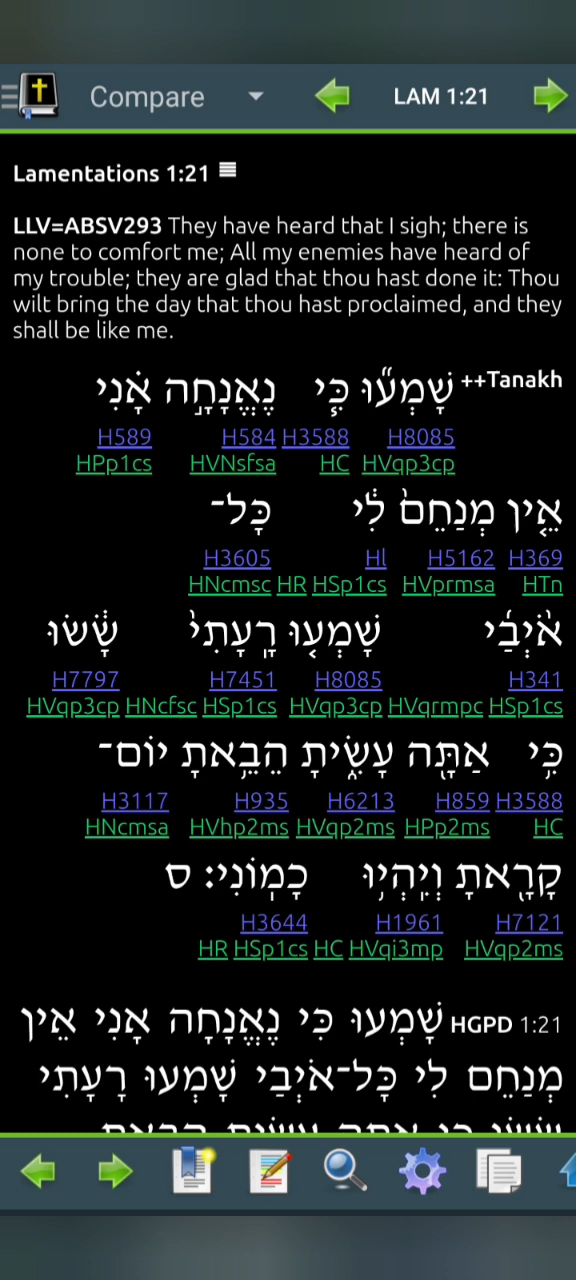 Compare
LAM 1:21
Lamentations 1:21
LLV=ABSV293 They have heard that I sigh; there is
none to comfort me; All my enemies have heard of
my trouble; they are glad that thou hast done it: Thou
wilt bring the day that thou hast proclaimed, and they
shall be like me.
++Tanakh שָׁמְע֞וּ כִּ֧י נֶאֱנָחָ֣ה אָ֗נִי
H589 H584 H3588 H8085
HPp1cs HVNsfsa HC HVqp3cp
אֵ֤ין מְנַחֵם֙ לִ֔י כָּל־
H3605 Hl H5162 H369
HNcmsc HR HSp1cs HVprmsa HTn
אֹ֨יְבַ֜י שָׁמְע֤וּ רָֽעָתִי֙ שָׂ֔שׂוּ
H7797 H7451 H8085 H341
HVqp3cp HNcfsc HSp1cs HVqp3cp HVqrmpc HSp1cs
כִּ֥י אַתָּ֖ה עָשִׂ֑יתָ הֵבֵ֥אתָ יוֹם־
H3117 H935 H6213 H859 H3588
HNcmsa HVhp2ms HVqp2ms HPp2ms HC
קָרָ֖אתָ וְיִֽהְי֥וּ כָמֽוֹנִי׃ ס
H3644 H1961 H7121
HR HSp1cs HC HVqi3mp HVqp2ms
HGPD 1:21 שָׁמְעוּ כִּי נֶאֱנָחָה אָנִי אֵין
מְנַחֵם לִי כָּל־אֹיְבַי שָׁמְעוּ רָעָתִי